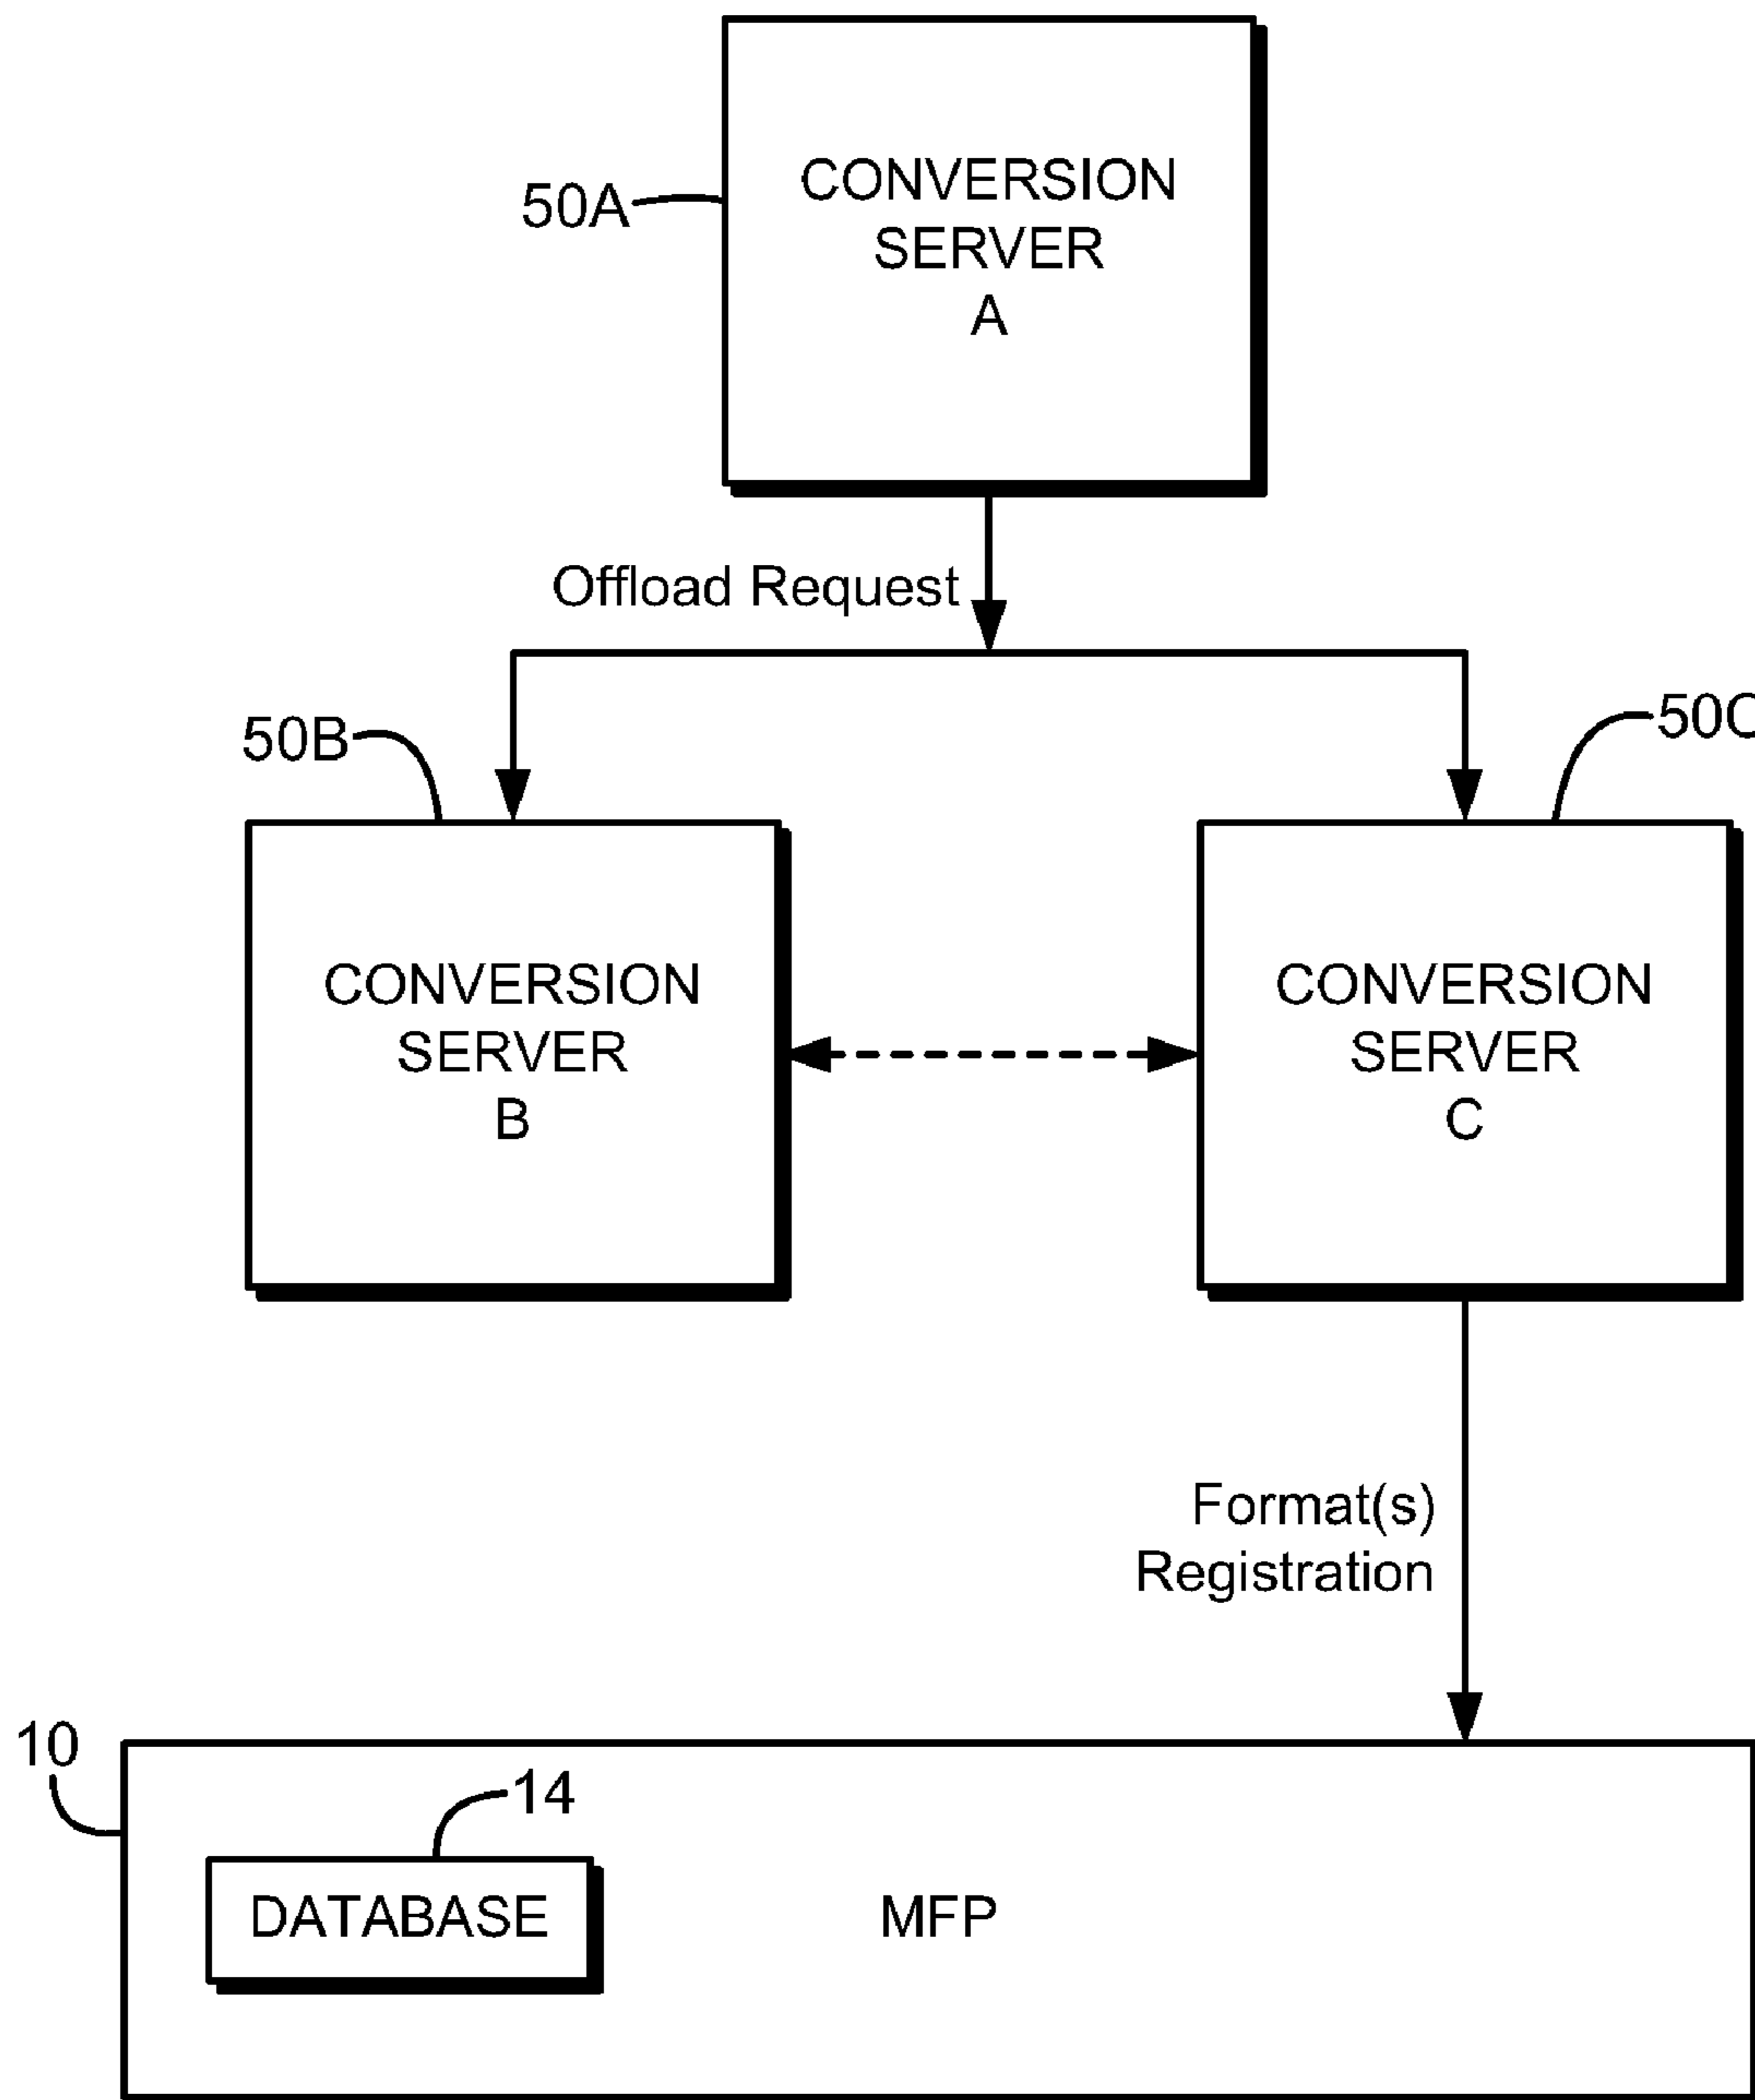 CONVERSION
SERVER
A
50A
Offload Request
50B
50C
CONVERSION
SERVER
B
CONVERSION
SERVER
C
Format(s)
Registration
10
14
DATABASE
MFP